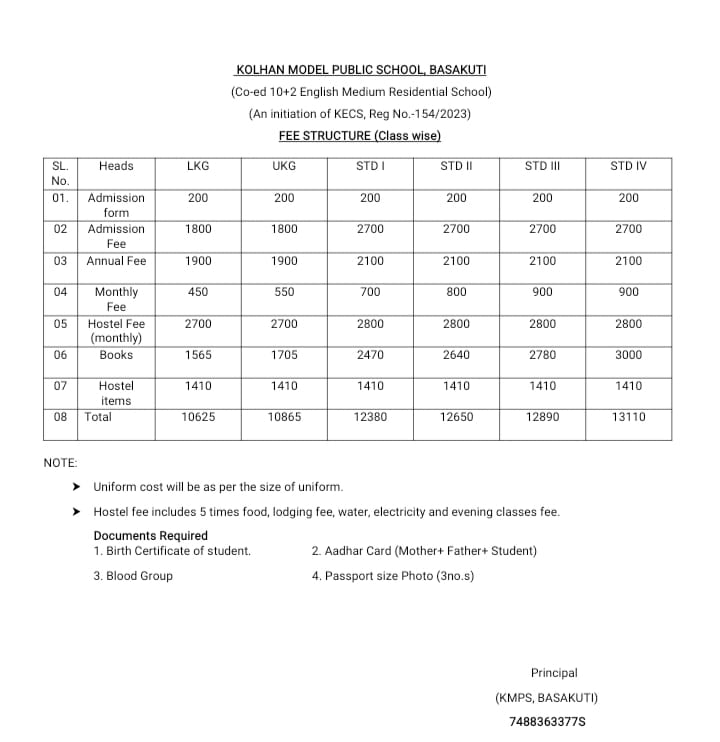 KOLHAN MODEL PUBLIC SCHOOL, BASAKUTI
(Co-ed 10+2 English Medium Residential School)
(An initiation of KECS, Reg No.-154/2023)
FEE STRUCTURE (Class wise)
SL. No. Heads LKG UKG STD I STD II STD III STD IV
01. Admission form 200 200 200 200 200 200
02 Admission Fee 1800 1800 2700 2700 2700 2700
03 Annual Fee 1900 1900 2100 2100 2100 2100
04 Monthly Fee 450 550 700 800 900 900
05 Hostel Fee (monthly) 2700 2700 2800 2800 2800 2800
06 Books 1565 1705 2470 2640 2780 3000
07 Hostel items 1410 1410 1410 1410 1410 1410
08 Total 10625 10865 12380 12650 12890 13110
NOTE:
➤ Uniform cost will be as per the size of uniform.
➤ Hostel fee includes 5 times food, lodging fee, water, electricity and evening classes fee.
Documents Required
1. Birth Certificate of student. 2. Aadhar Card (Mother+ Father+ Student)
3. Blood Group 4. Passport size Photo (3no.s)
Principal
(KMPS, BASAKUTI)
7488363377S